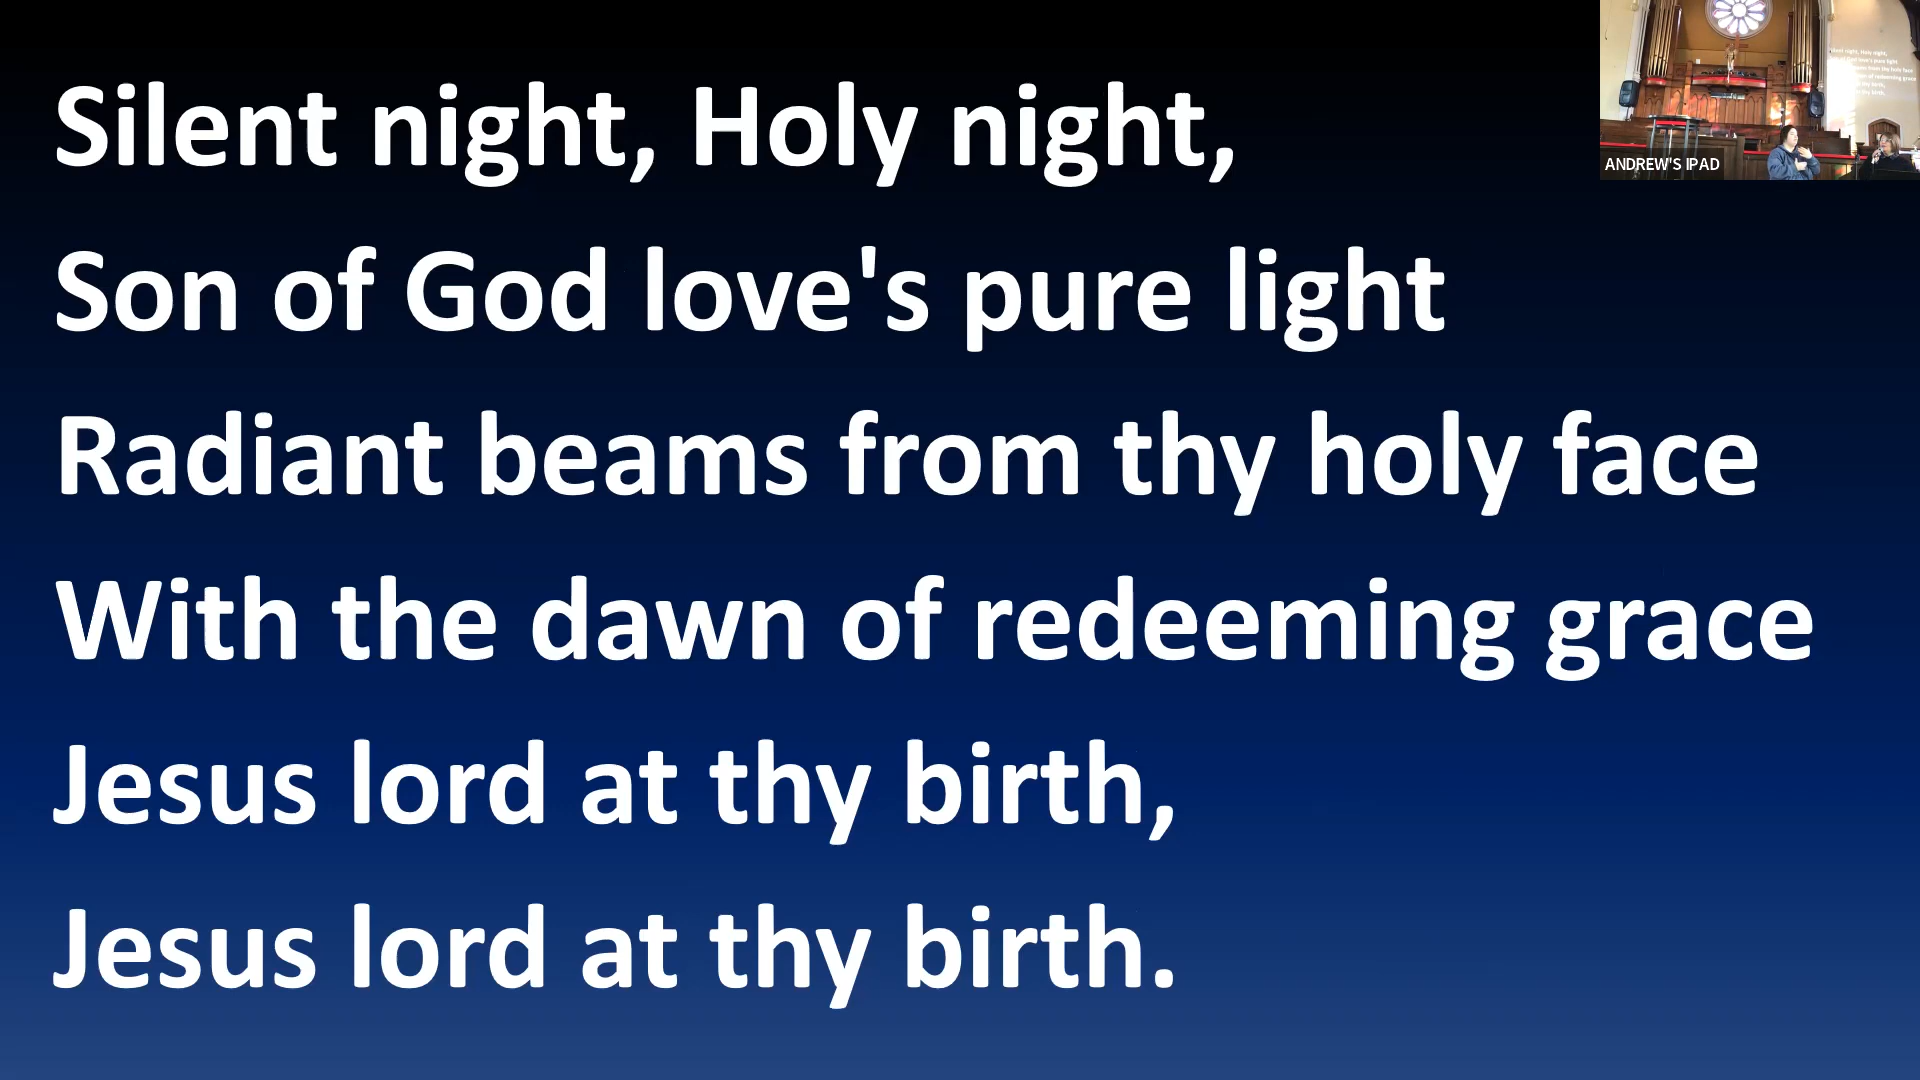 Silent night, Holy night,
Son of God love's pure light
Radiant beams from thy holy face
With the dawn of redeeming grace
Jesus lord at thy birth,
Jesus lord at thy birth.
ANDREW'S IPAD